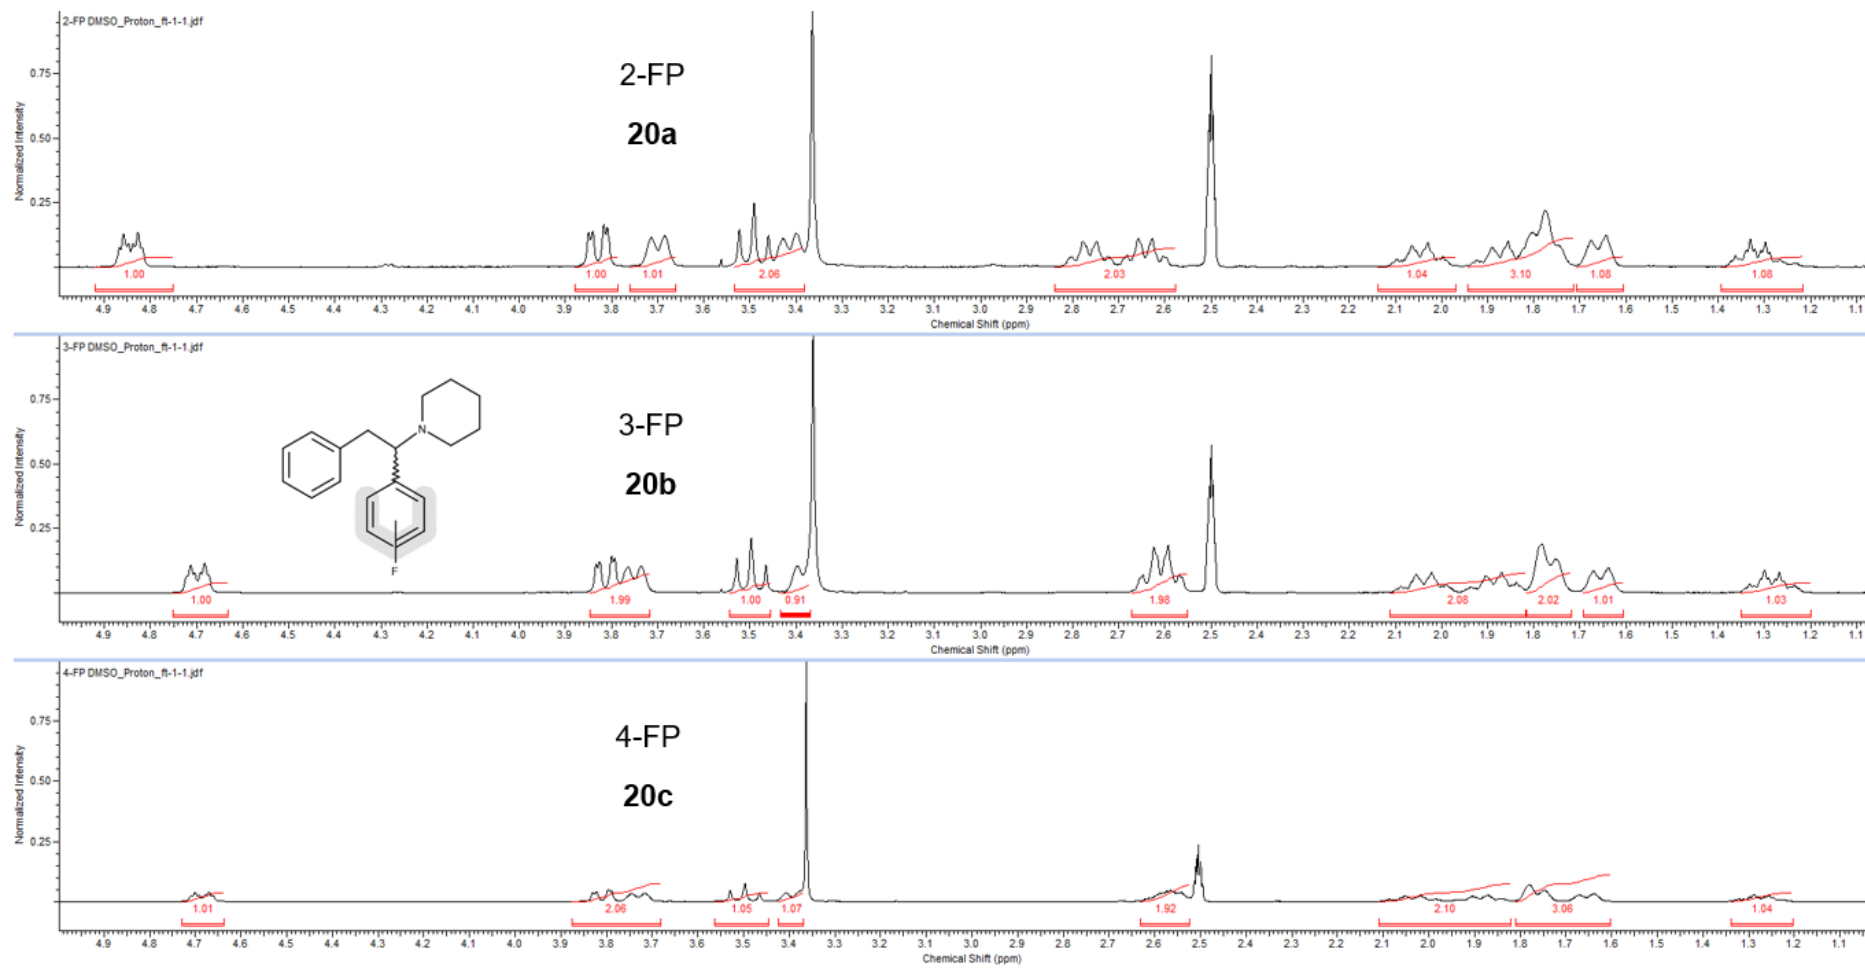 2-FP DMSO_Proton_ft-1-1.jdf
Normalized Intensity
0.75
0.50
0.25
2-FP
20a
1.00
1.00
1.01
2.06
2.03
1.04
3.10
1.08
1.08
4.9 4.8 4.7 4.6 4.5 4.4 4.3 4.2 4.1 4.0 3.9 3.8 3.7 3.6 3.5 3.4 3.3 3.2 3.1 3.0 2.9 2.8 2.7 2.6 2.5 2.4 2.3 2.2 2.1 2.0 1.9 1.8 1.7 1.6 1.5 1.4 1.3 1.2 1.1
Chemical Shift (ppm)
3-FP DMSO_Proton_ft-1-1.jdf
Normalized Intensity
0.75
0.50
0.25
N
F
3-FP
20b
1.00
1.99
1.00
0.91
1.98
2.08
2.02
1.01
1.03
4.9 4.8 4.7 4.6 4.5 4.4 4.3 4.2 4.1 4.0 3.9 3.8 3.7 3.6 3.5 3.4 3.3 3.2 3.1 3.0 2.9 2.8 2.7 2.6 2.5 2.4 2.3 2.2 2.1 2.0 1.9 1.8 1.7 1.6 1.5 1.4 1.3 1.2 1.1
Chemical Shift (ppm)
4-FP DMSO_Proton_ft-1-1.jdf
Normalized Intensity
0.75
0.50
0.25
4-FP
20c
1.01
2.06
1.05
1.07
1.92
2.10
3.06
1.04
4.9 4.8 4.7 4.6 4.5 4.4 4.3 4.2 4.1 4.0 3.9 3.8 3.7 3.6 3.5 3.4 3.3 3.2 3.1 3.0 2.9 2.8 2.7 2.6 2.5 2.4 2.3 2.2 2.1 2.0 1.9 1.8 1.7 1.6 1.5 1.4 1.3 1.2 1.1
Chemical Shift (ppm)